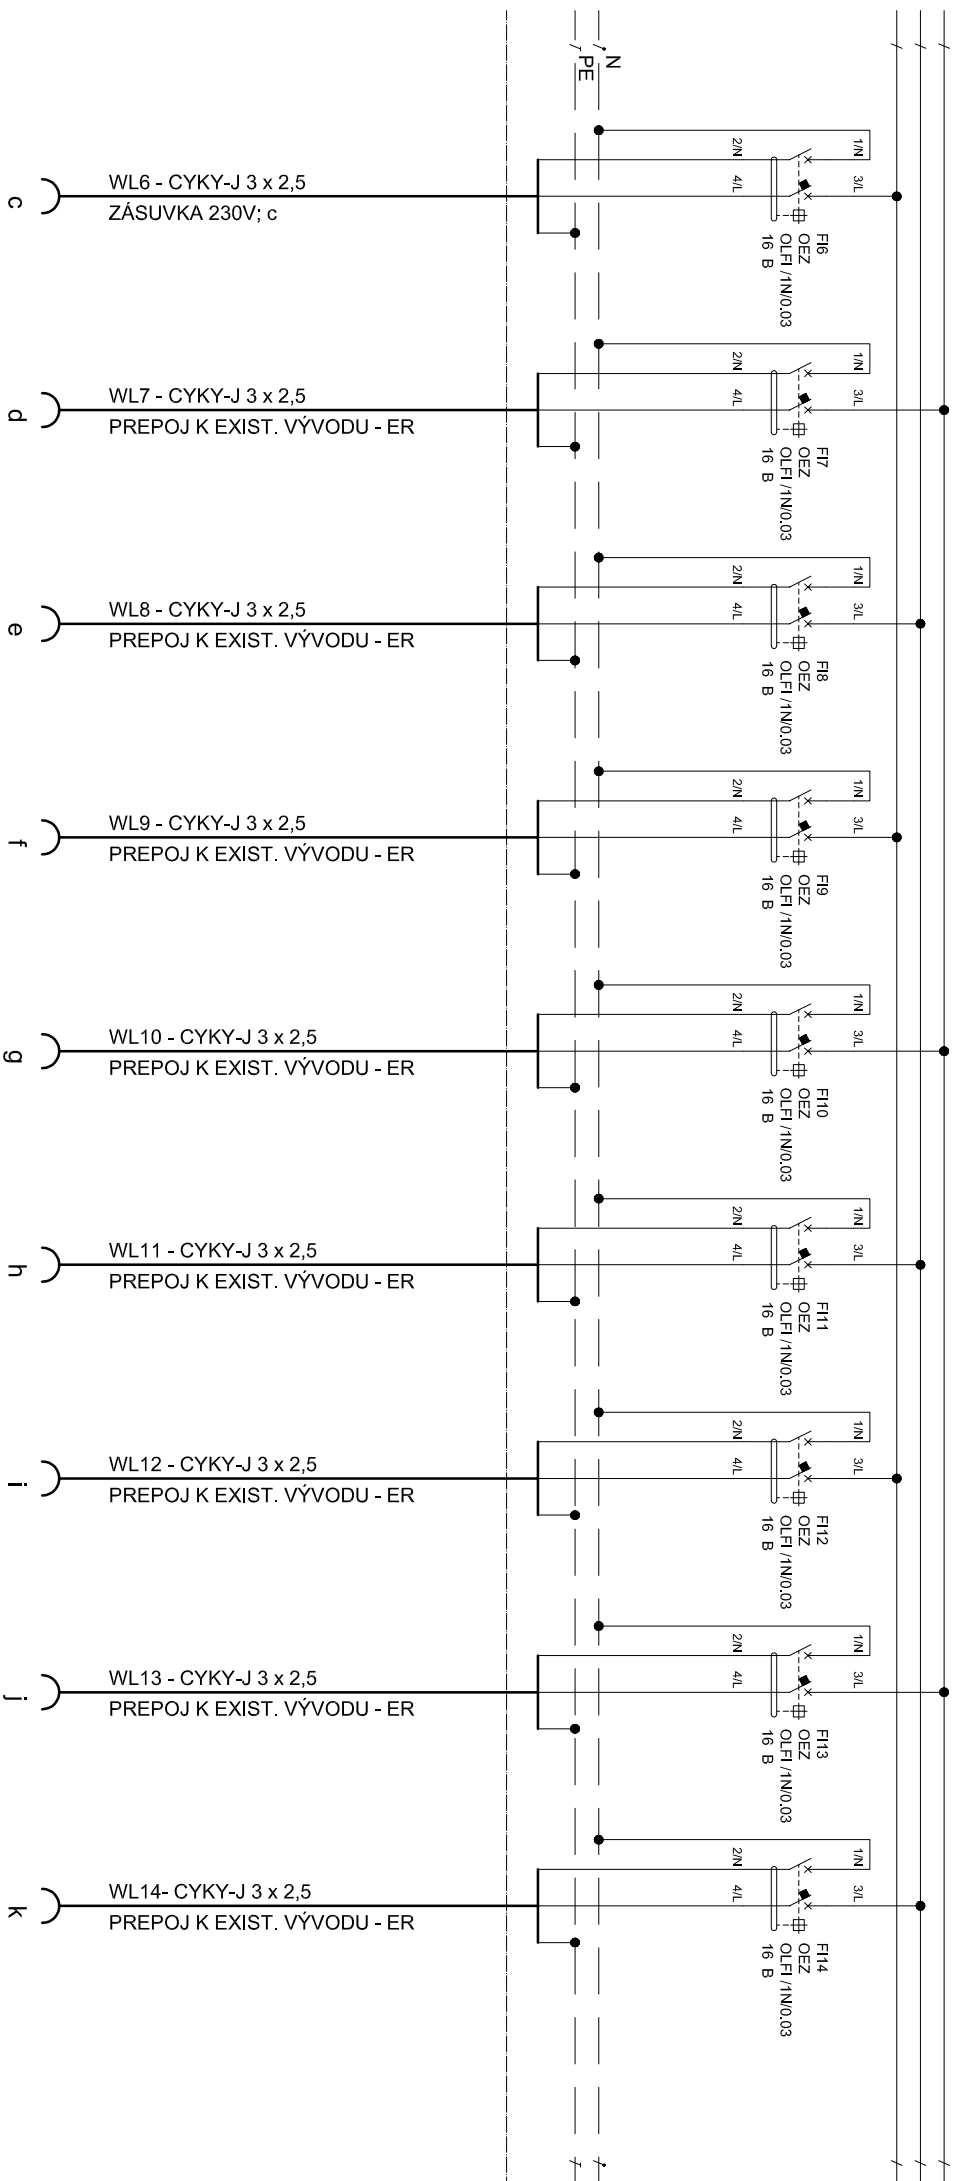 N
PE
1/N
3/L
2/N
4/L
FI6
OEZ
OLFI /1N/0.03
16 B
WL6 - CYKY-J 3 x 2,5
ZÁSUVKA 230V; c
c
1/N
3/L
2/N
4/L
FI7
OEZ
OLFI /1N/0.03
16 B
WL7 - CYKY-J 3 x 2,5
PREPOJ K EXIST. VÝVODU - ER
d
1/N
3/L
2/N
4/L
FI8
OEZ
OLFI /1N/0.03
16 B
WL8 - CYKY-J 3 x 2,5
PREPOJ K EXIST. VÝVODU - ER
e
1/N
3/L
2/N
4/L
FI9
OEZ
OLFI /1N/0.03
16 B
WL9 - CYKY-J 3 x 2,5
PREPOJ K EXIST. VÝVODU - ER
f
1/N
3/L
2/N
4/L
FI10
OEZ
OLFI /1N/0.03
16 B
WL10 - CYKY-J 3 x 2,5
PREPOJ K EXIST. VÝVODU - ER
g
1/N
3/L
2/N
4/L
FI11
OEZ
OLFI /1N/0.03
16 B
WL11 - CYKY-J 3 x 2,5
PREPOJ K EXIST. VÝVODU - ER
h
1/N
3/L
2/N
4/L
FI12
OEZ
OLFI /1N/0.03
16 B
WL12 - CYKY-J 3 x 2,5
PREPOJ K EXIST. VÝVODU - ER
i
1/N
3/L
2/N
4/L
FI13
OEZ
OLFI /1N/0.03
16 B
WL13 - CYKY-J 3 x 2,5
PREPOJ K EXIST. VÝVODU - ER
j
1/N
3/L
2/N
4/L
FI14
OEZ
OLFI /1N/0.03
16 B
WL14- CYKY-J 3 x 2,5
PREPOJ K EXIST. VÝVODU - ER
k